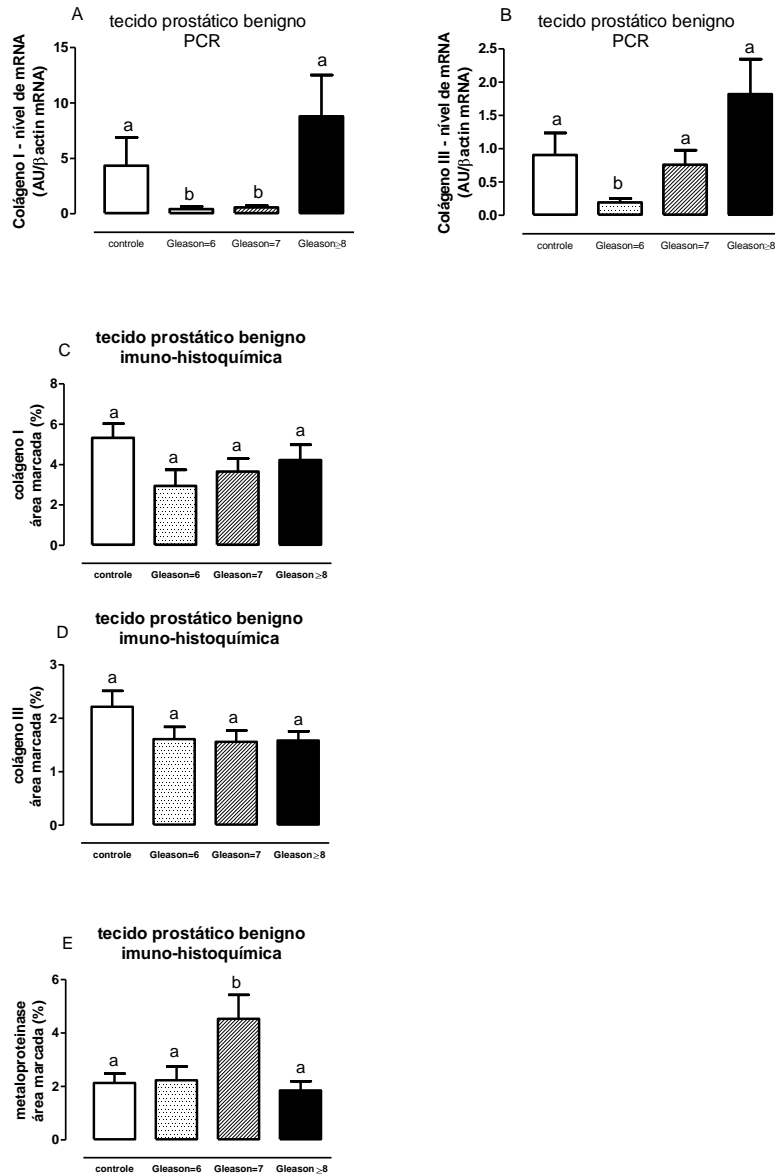 A
tecido prostático benigno
PCR
Colágeno I - nível de mRNA
(AU/βactin mRNA)
15
10
5
0
a
b
b
a
controle
Gleason=6
Gleason=7
Gleason≥8
B
tecido prostático benigno
PCR
Colágeno III - nível de mRNA
(AU/βactin mRNA)
2.5
2.0
1.5
1.0
0.5
0.0
a
b
a
a
controle
Gleason=6
Gleason=7
Gleason≥8
C
tecido prostático benigno
imuno-histoquímica
colágeno I
área marcada (%)
8
6
4
2
0
a
a
a
a
controle
Gleason=6
Gleason=7
Gleason≥8
D
tecido prostático benigno
imuno-histoquímica
colágeno III
área marcada (%)
3
2
1
0
a
a
a
a
controle
Gleason=6
Gleason=7
Gleason≥8
E
tecido prostático benigno
imuno-histoquímica
metaloproteinase
área marcada (%)
6
4
2
0
a
a
b
a
controle
Gleason=6
Gleason=7
Gleason≥8